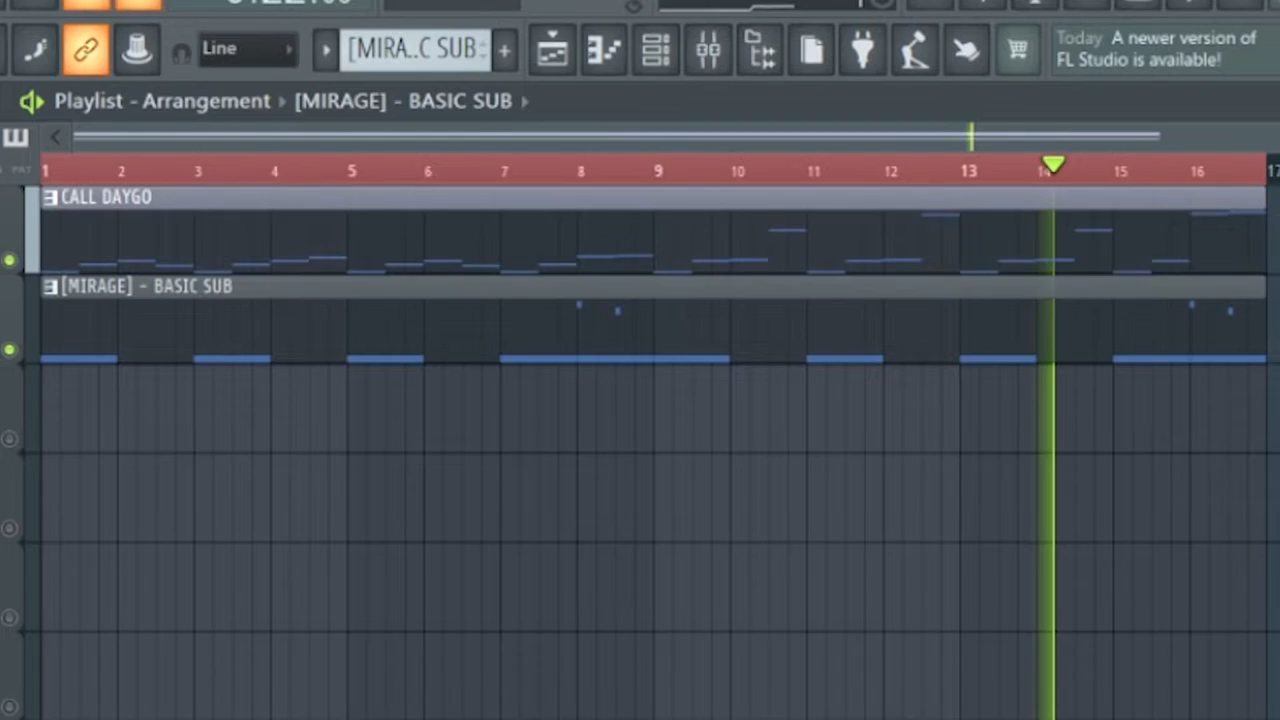 Line
[MIRA..C SUB
+
Today A newer version of
FL Studio is available!
Playlist - Arrangement [MIRAGE] - BASIC SUB
1 2 3 4 5 6 7 8 9 10 11 12 13 14 15 16 17
CALL DAYGO
[MIRAGE] - BASIC SUB